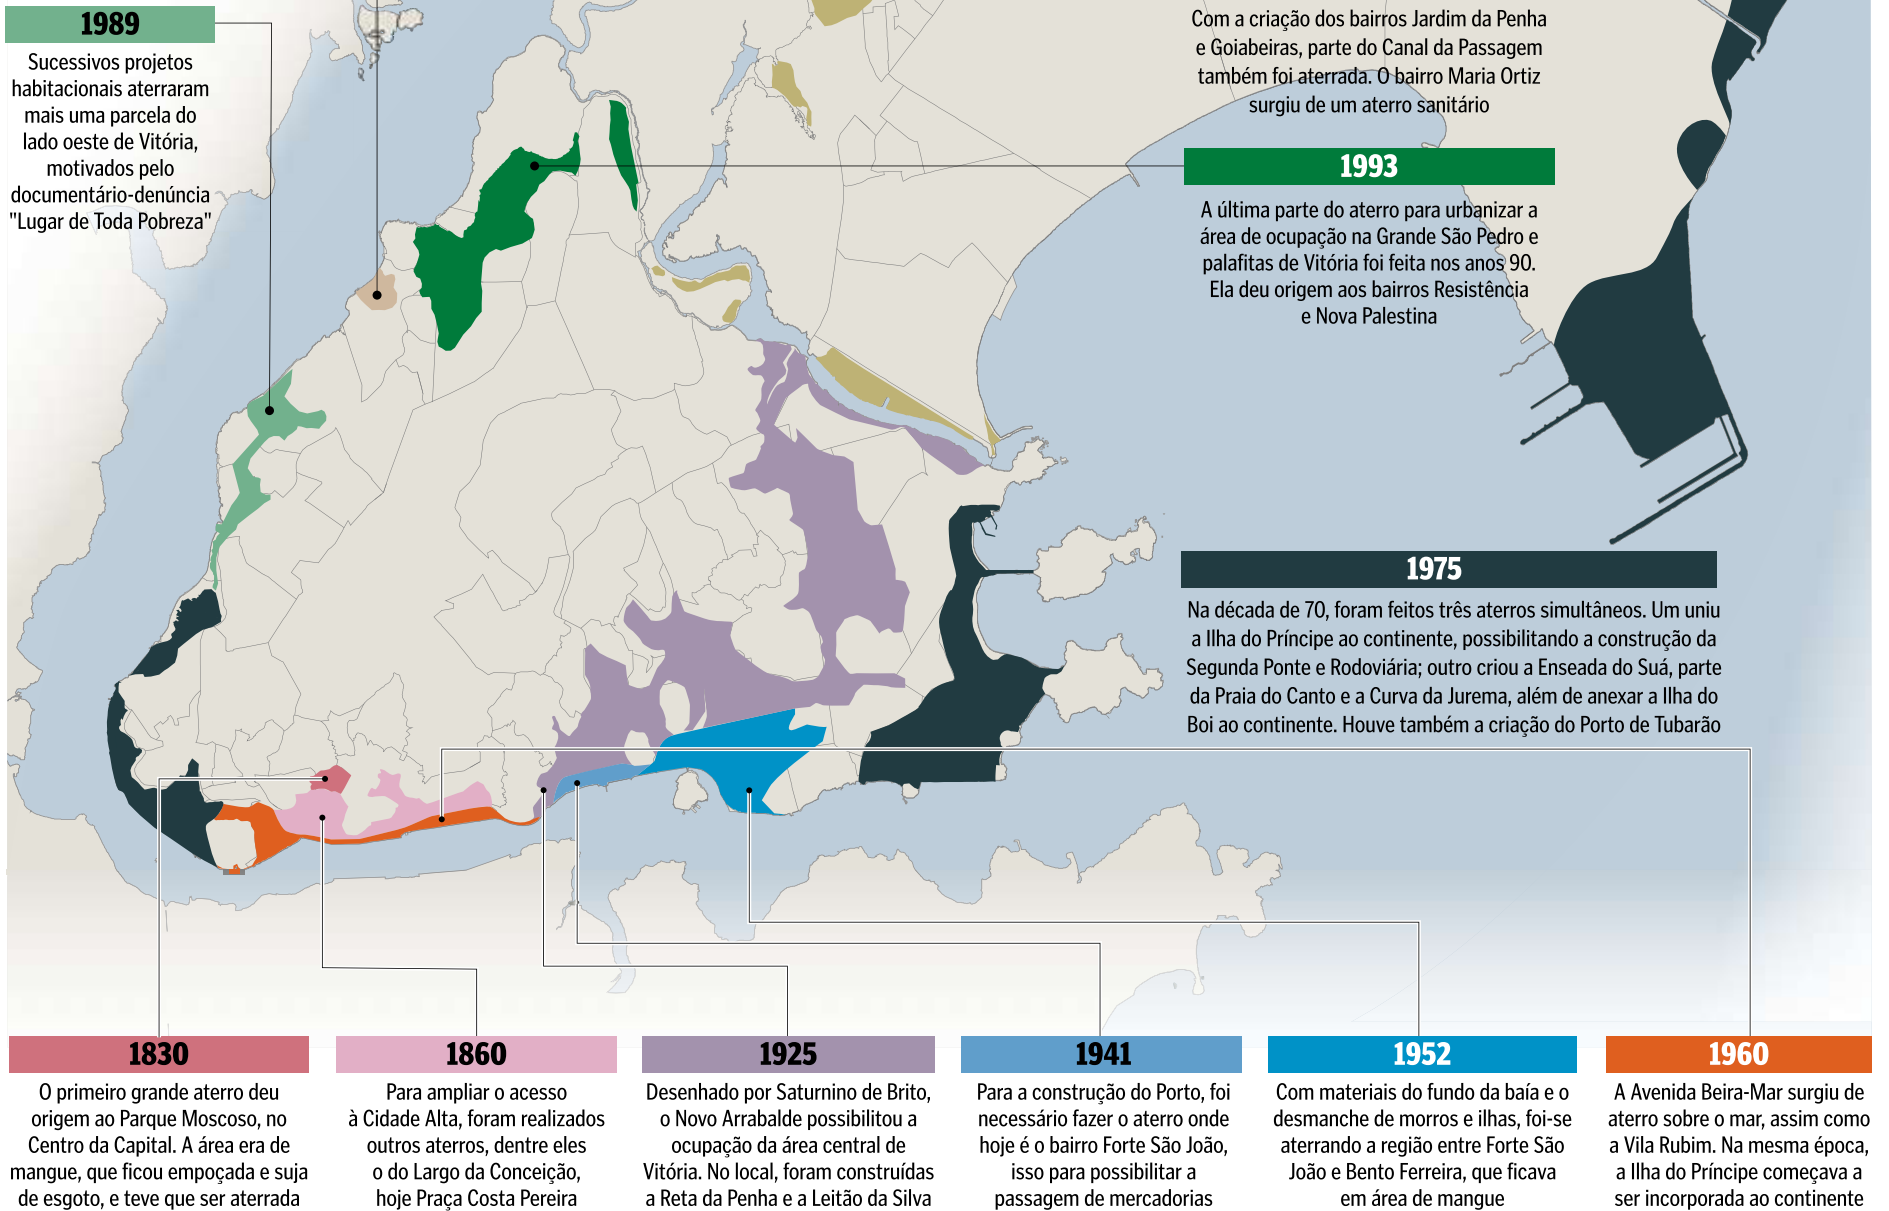 1989
Sucessivos projetos
habitacionais aterraram
mais uma parcela do
lado oeste de Vitória,
motivados pelo
documentário-denúncia
"Lugar de Toda Pobreza"
Com a criação dos bairros Jardim da Penha
e Goiabeiras, parte do Canal da Passagem
também foi aterrada. O bairro Maria Ortiz
surgiu de um aterro sanitário
1993
A última parte do aterro para urbanizar a
área de ocupação na Grande São Pedro e
palafitas de Vitória foi feita nos anos 90.
Ela deu origem aos bairros Resistência
e Nova Palestina
1975
Na década de 70, foram feitos três aterros simultâneos. Um uniu
a Ilha do Príncipe ao continente, possibilitando a construção da
Segunda Ponte e Rodoviária; outro criou a Enseada do Suá, parte
da Praia do Canto e a Curva da Jurema, além de anexar a Ilha do
Boi ao continente. Houve também a criação do Porto de Tubarão
1830
O primeiro grande aterro deu
origem ao Parque Moscoso, no
Centro da Capital. A área era de
mangue, que ficou empoçada e suja
de esgoto, e teve que ser aterrada
1860
Para ampliar o acesso
à Cidade Alta, foram realizados
outros aterros, dentre eles
o do Largo da Conceição,
hoje Praça Costa Pereira
1925
Desenhado por Saturnino de Brito,
o Novo Arrabalde possibilitou a
ocupação da área central de
Vitória. No local, foram construídas
a Reta da Penha e a Leitão da Silva
1941
Para a construção do Porto, foi
necessário fazer o aterro onde
hoje é o bairro Forte São João,
isso para possibilitar a
passagem de mercadorias
1952
Com materiais do fundo da baía e o
desmanche de morros e ilhas, foi-se
aterrando a região entre Forte São
João e Bento Ferreira, que ficava
em área de mangue
1960
A Avenida Beira-Mar surgiu de
aterro sobre o mar, assim como
a Vila Rubim. Na mesma época,
a Ilha do Príncipe começava a
ser incorporada ao continente